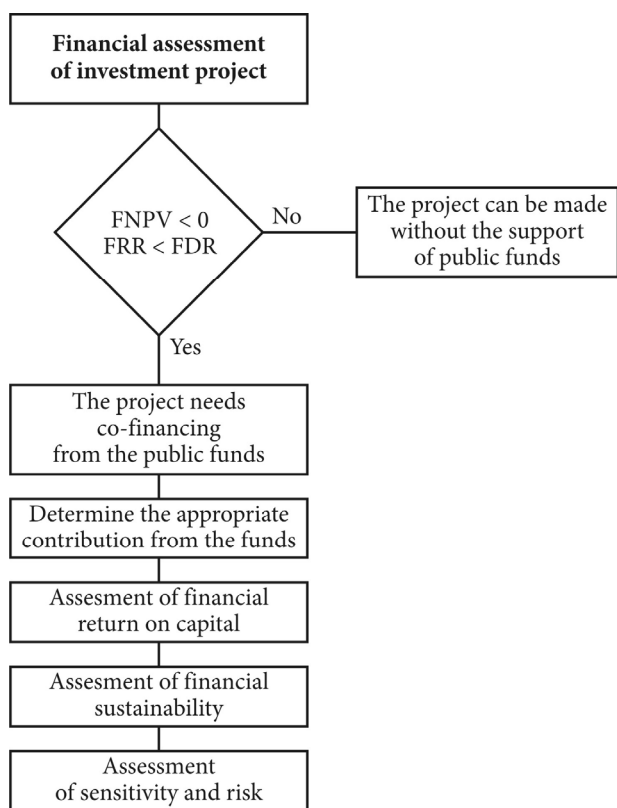 Financial assessment
of investment project
FNPV < 0
FRR < FDR
No
The project can be made
without the support
of public funds
Yes
The project needs
co-financing
from the public funds
Determine the appropriate
contribution from the funds
Assesment of financial
return on capital
Assesment of financial
sustainability
Assessment
of sensitivity and risk